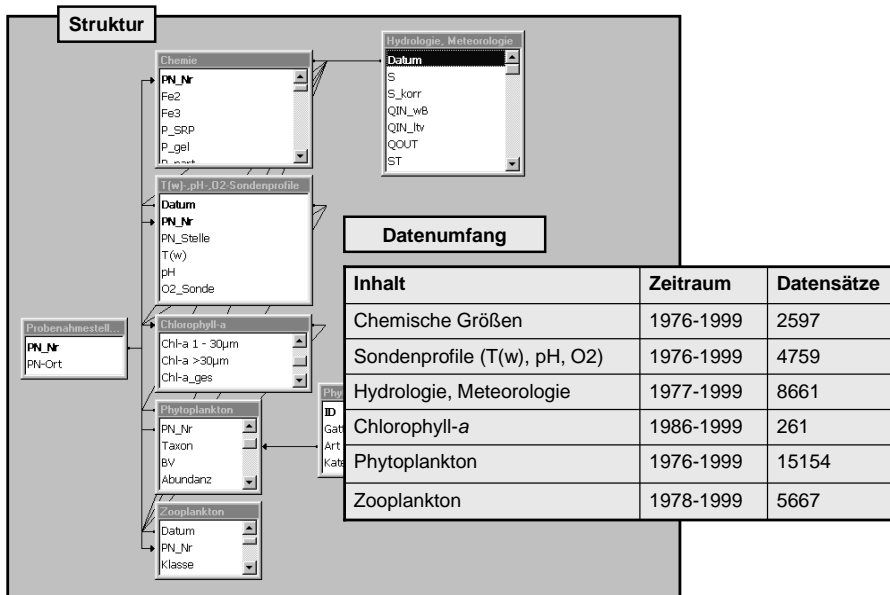 Struktur
Chemie
PN_Nr
Fe2
Fe3
P_SRP
P_gel
P_part
Hydrologie, Meteorologie
Datum
S
S_korr
QIN_wB
QIN_ltv
QOUT
ST
T(w)-,pH-,O2-Sondenprofile
Datum
PN_Nr
PN_Stelle
T(w)
pH
O2_Sonde
Probenahmestell...
PN_Nr
PN-Ort
Chlorophyll-a
Chl-a 1 - 30µm
Chl-a >30µm
Chl-a_ges
Phytoplankton
PN_Nr
Taxon
BV
Abundanz
Zooplankton
Datum
PN_Nr
Klasse
Phy
ID
Gatt
Art
Kate
Datenumfang
Inhalt Zeitraum Datensätze
Chemische Größen 1976-1999 2597
Sondenprofile (T(w), pH, O2) 1976-1999 4759
Hydrologie, Meteorologie 1977-1999 8661
Chlorophyll-a 1986-1999 261
Phytoplankton 1976-1999 15154
Zooplankton 1978-1999 5667